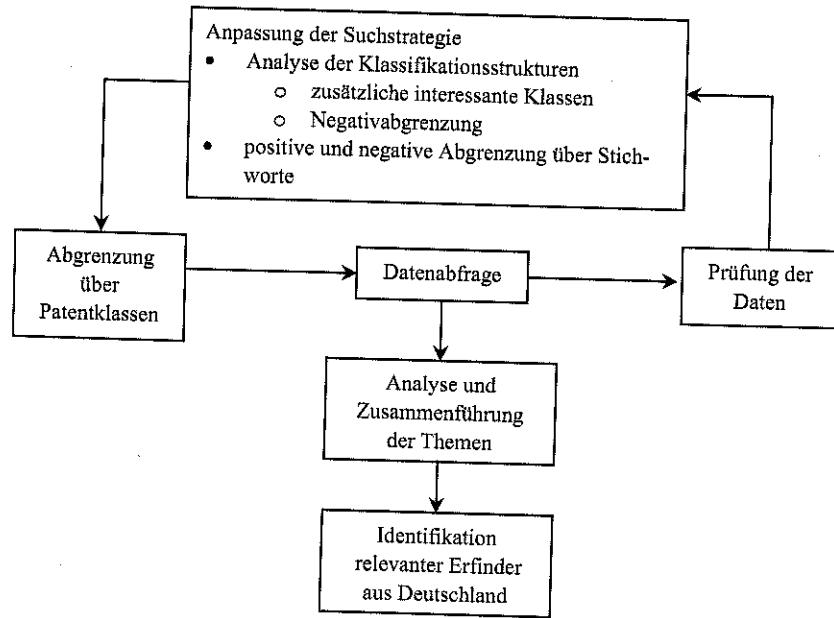 Anpassung der Suchstrategie
• Analyse der Klassifikationsstrukturen
o zusätzliche interessante Klassen
o Negativabgrenzung
• positive und negative Abgrenzung über Stich-
worte
Abgrenzung
über
Patentklassen
Datenabfrage
Prüfung der
Daten
Analyse und
Zusammenführung
der Themen
Identifikation
relevanter Erfinder
aus Deutschland